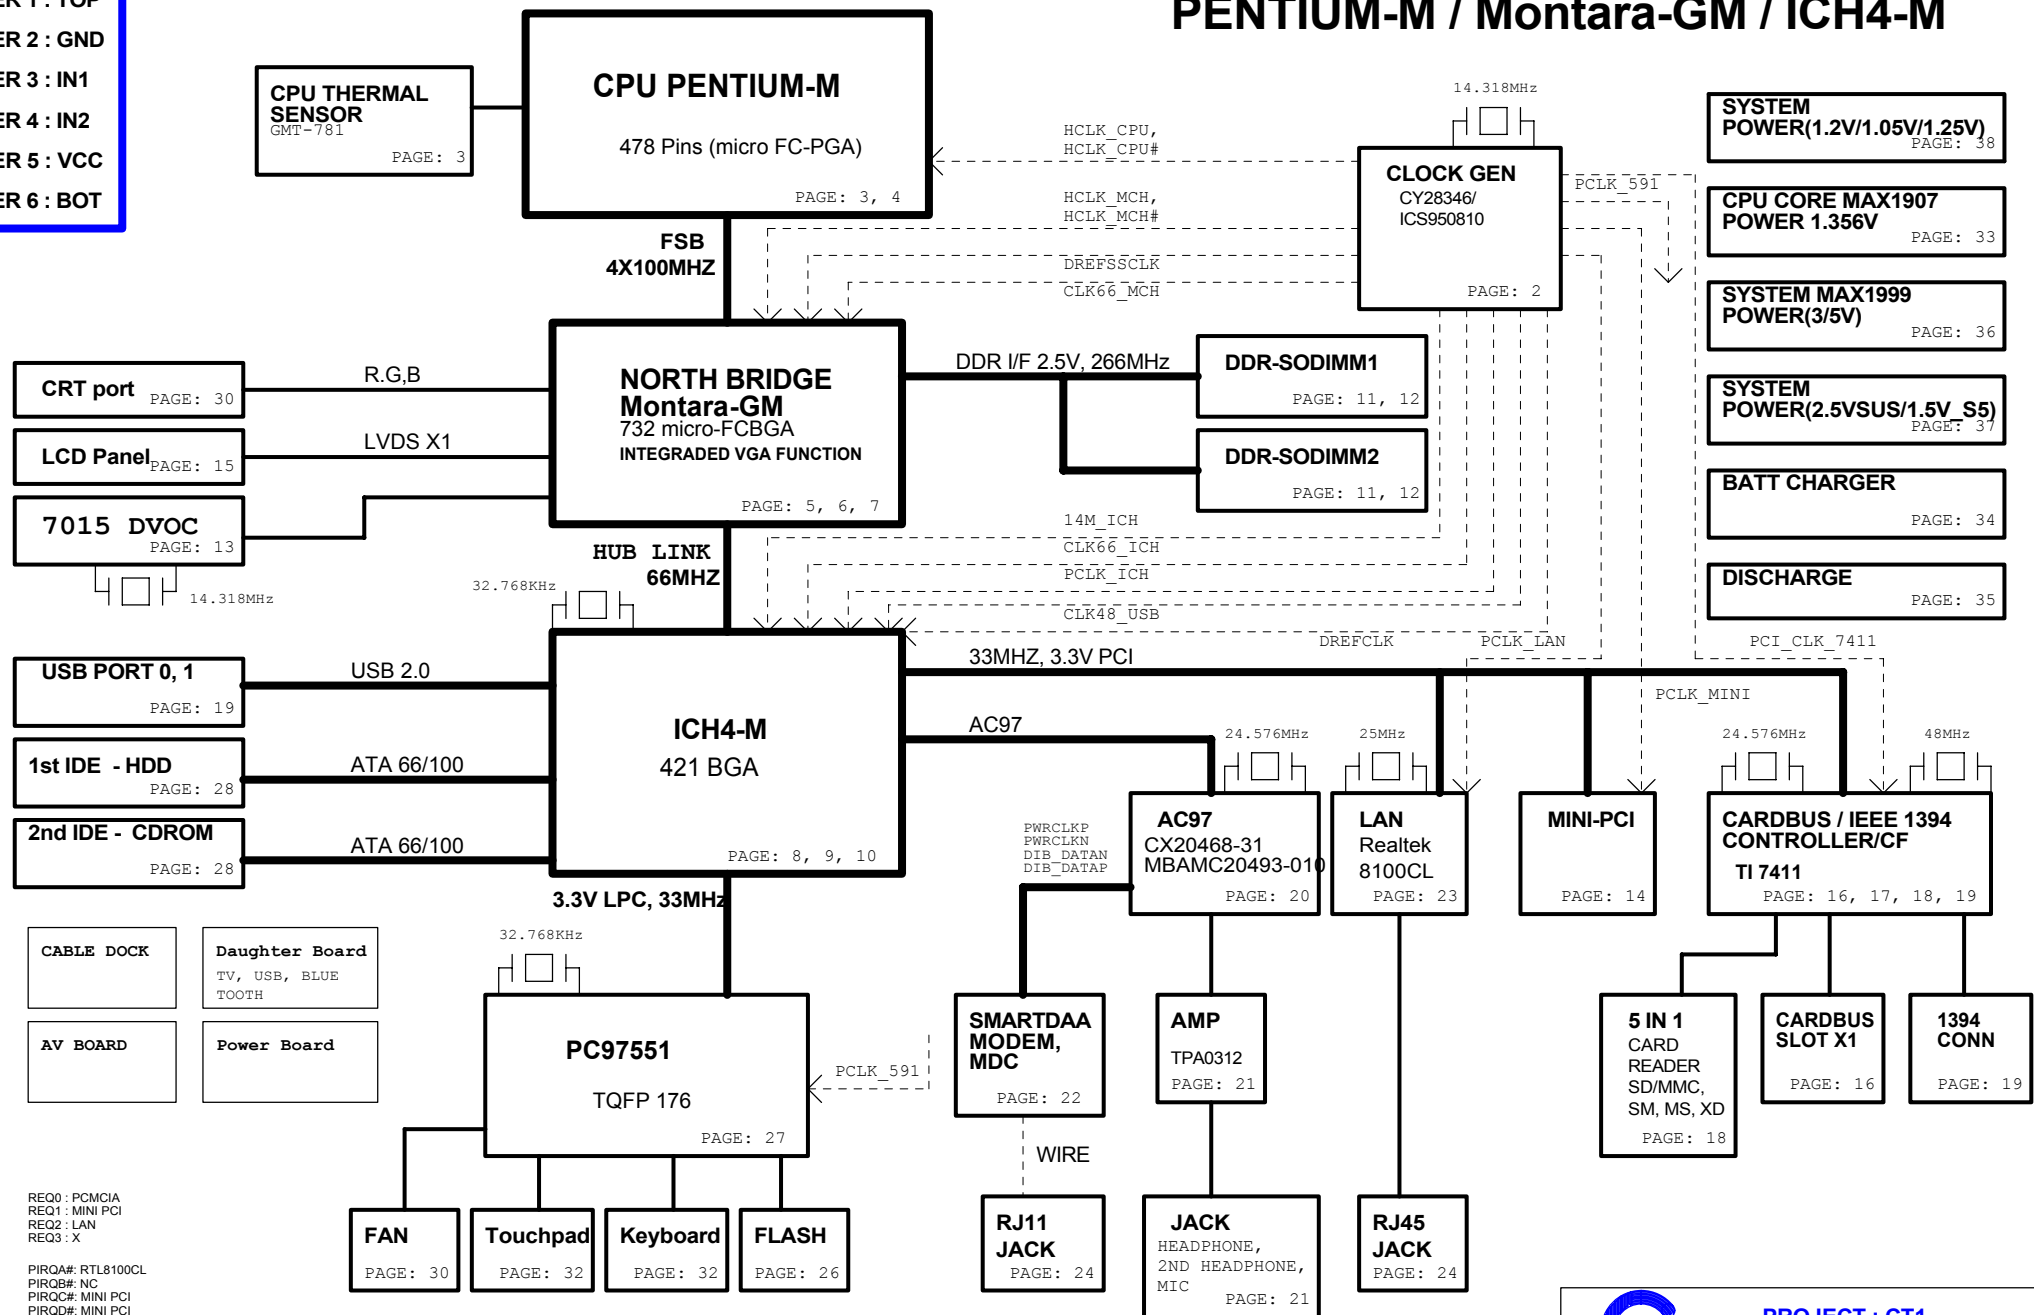 PENTIUM-M / Montara-GM / ICH4-M
ER 1 : TOP
ER 2 : GND
ER 3 : IN1
ER 4 : IN2
ER 5 : VCC
ER 6 : BOT
CPU THERMAL
SENSOR
GMT-781
PAGE: 3
CPU PENTIUM-M
478 Pins (micro FC-PGA)
PAGE: 3, 4
HCLK_CPU,
HCLK_CPU#
HCLK_MCH,
HCLK_MCH#
DREFSSCLK
CLK66_MCH
14.318MHz
CLOCK GEN
CY28346/
ICS950810
PAGE: 2
PCLK_591
SYSTEM
POWER(1.2V/1.05V/1.25V)
PAGE: 38
CPU CORE MAX1907
POWER 1.356V
PAGE: 33
SYSTEM MAX1999
POWER(3/5V)
PAGE: 36
SYSTEM
POWER(2.5VSUS/1.5V_S5)
PAGE: 37
BATT CHARGER
PAGE: 34
DISCHARGE
PAGE: 35
FSB
4X100MHZ
CRT port
PAGE: 30
R.G,B
LCD Panel
PAGE: 15
LVDS X1
7015 DVOC
PAGE: 13
14.318MHz
NORTH BRIDGE
Montara-GM
732 micro-FCBGA
INTEGRADED VGA FUNCTION
PAGE: 5, 6, 7
DDR I/F 2.5V, 266MHz
DDR-SODIMM1
PAGE: 11, 12
DDR-SODIMM2
PAGE: 11, 12
HUB LINK
66MHZ
32.768KHz
14M_ICH
CLK66_ICH
PCLK_ICH
CLK48_USB
DREFCLK
PCLK_LAN
PCI_CLK_7411
PCLK_MINI
USB PORT 0, 1
PAGE: 19
USB 2.0
1st IDE - HDD
PAGE: 28
ATA 66/100
2nd IDE - CDROM
PAGE: 28
ATA 66/100
ICH4-M
421 BGA
PAGE: 8, 9, 10
33MHZ, 3.3V PCI
AC97
24.576MHz
25MHz
24.576MHz
48MHz
PWRCLKP
PWRCLKN
DIB_DATAN
DIB_DATAP
AC97
CX20468-31
MBAMC20493-010
PAGE: 20
LAN
Realtek
8100CL
PAGE: 23
MINI-PCI
PAGE: 14
CARDBUS / IEEE 1394
CONTROLLER/CF
TI 7411
PAGE: 16, 17, 18, 19
3.3V LPC, 33MHz
CABLE DOCK
Daughter Board
TV, USB, BLUE
TOOTH
AV BOARD
Power Board
32.768KHz
PC97551
TQFP 176
PAGE: 27
PCLK_591
SMARTDAA
MODEM,
MDC
PAGE: 22
WIRE
AMP
TPA0312
PAGE: 21
5 IN 1
CARD
READER
SD/MMC,
SM, MS, XD
PAGE: 18
CARDBUS
SLOT X1
PAGE: 16
1394
CONN
PAGE: 19
REQ0 : PCMCIA
REQ1 : MINI PCI
REQ2 : LAN
REQ3 : X
PIRQA#: RTL8100CL
PIRQB#: NC
PIRQC#: MINI PCI
PIRQD#: MINI PCI
FAN
PAGE: 30
Touchpad
PAGE: 32
Keyboard
PAGE: 32
FLASH
PAGE: 26
RJ11
JACK
PAGE: 24
JACK
HEADPHONE,
2ND HEADPHONE,
MIC
PAGE: 21
RJ45
JACK
PAGE: 24
PROJECT : CT1